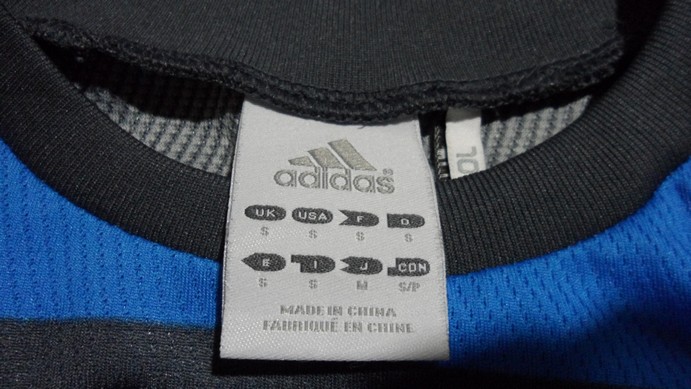 adidas
UK USA F D
S S S S
E I J CDN
S S M S/P
MADE IN CHINA
FABRIQUÉ EN CHINE